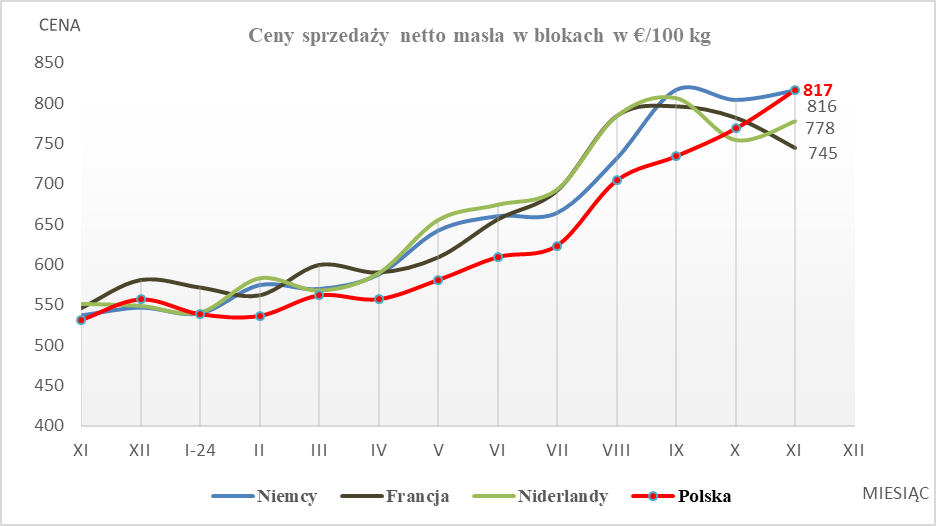 CENA
Ceny sprzedaży netto masła w blokach w €/100 kg
850
800
750
700
650
600
550
500
450
400
817
816
778
745
XI XII I-24 II III IV V VI VII VIII IX X XI XII
MIESIĄC
Niemcy Francja Niderlandy Polska